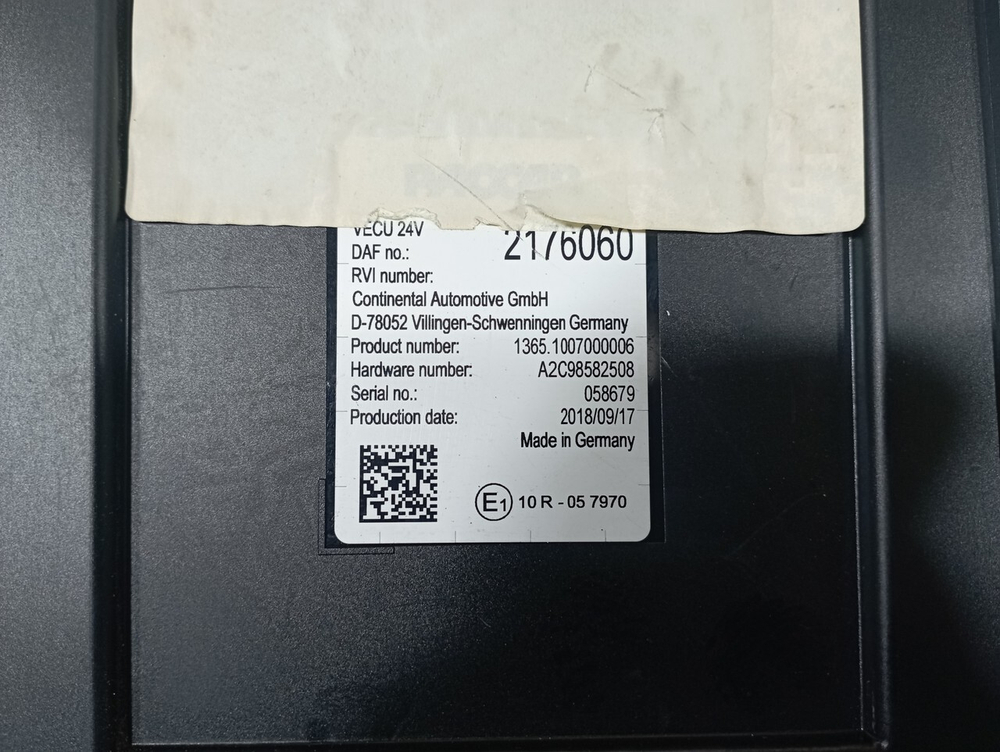 VECU 24V
DAF no.: 2176060
RVI number:
Continental Automotive GmbH
D-78052 Villingen-Schwenningen Germany
Product number: 1365.1007000006
Hardware number: A2C98582508
Serial no.: 058679
Production date: 2018/09/17
Made in Germany
E1 10 R - 05 7970